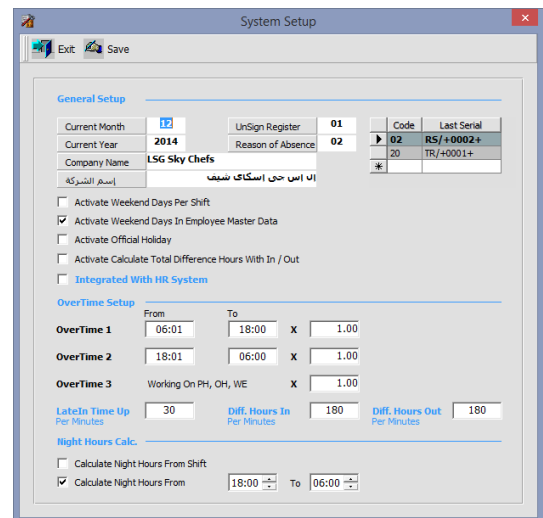 System Setup
Exit Save
General Setup
Current Month 12 UnSign Register 01 Code Last Serial
Current Year 2014 Reason of Absence 02 02 RS/+0002+
20 TR/+0001+
Company Name LSG Sky Chefs
إسم الشركة إل إس جى إسكاى شيف
Activate Weekend Days Per Shift
Activate Weekend Days In Employee Master Data
Activate Official Holiday
Activate Calculate Total Difference Hours With In / Out
Integrated With HR System
OverTime Setup
From To
OverTime 1 06:01 18:00 X 1.00
OverTime 2 18:01 06:00 X 1.00
OverTime 3 Working On PH, OH, WE X 1.00
LateIn Time Up 30 Diff. Hours In 180 Diff. Hours Out 180
Per Minutes Per Minutes Per Minutes
Night Hours Calc.
Calculate Night Hours From Shift
Calculate Night Hours From 18:00 To 06:00